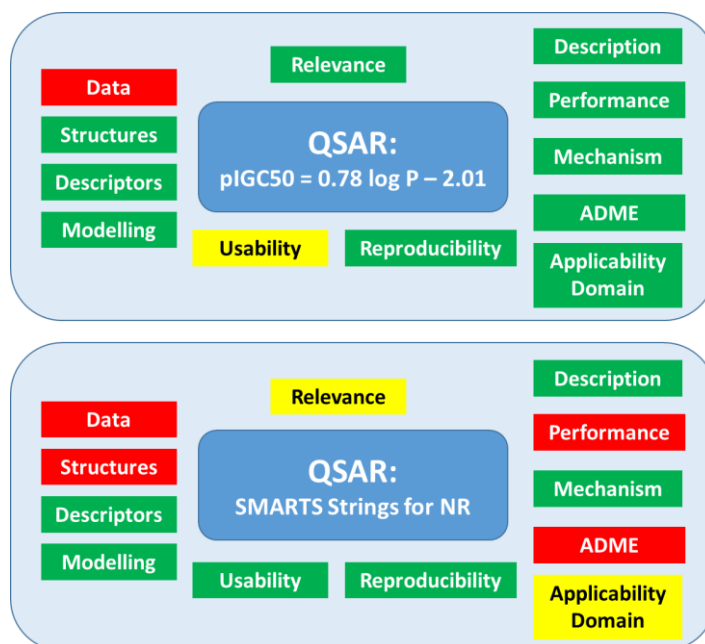 Relevance
Data
Structures
Descriptors
Modelling
QSAR:
pIGC50 = 0.78 log P – 2.01
Usability
Reproducibility
Description
Performance
Mechanism
ADME
Applicability
Domain
Relevance
Data
Structures
Descriptors
Modelling
QSAR:
SMARTS Strings for NR
Usability
Reproducibility
Description
Performance
Mechanism
ADME
Applicability
Domain